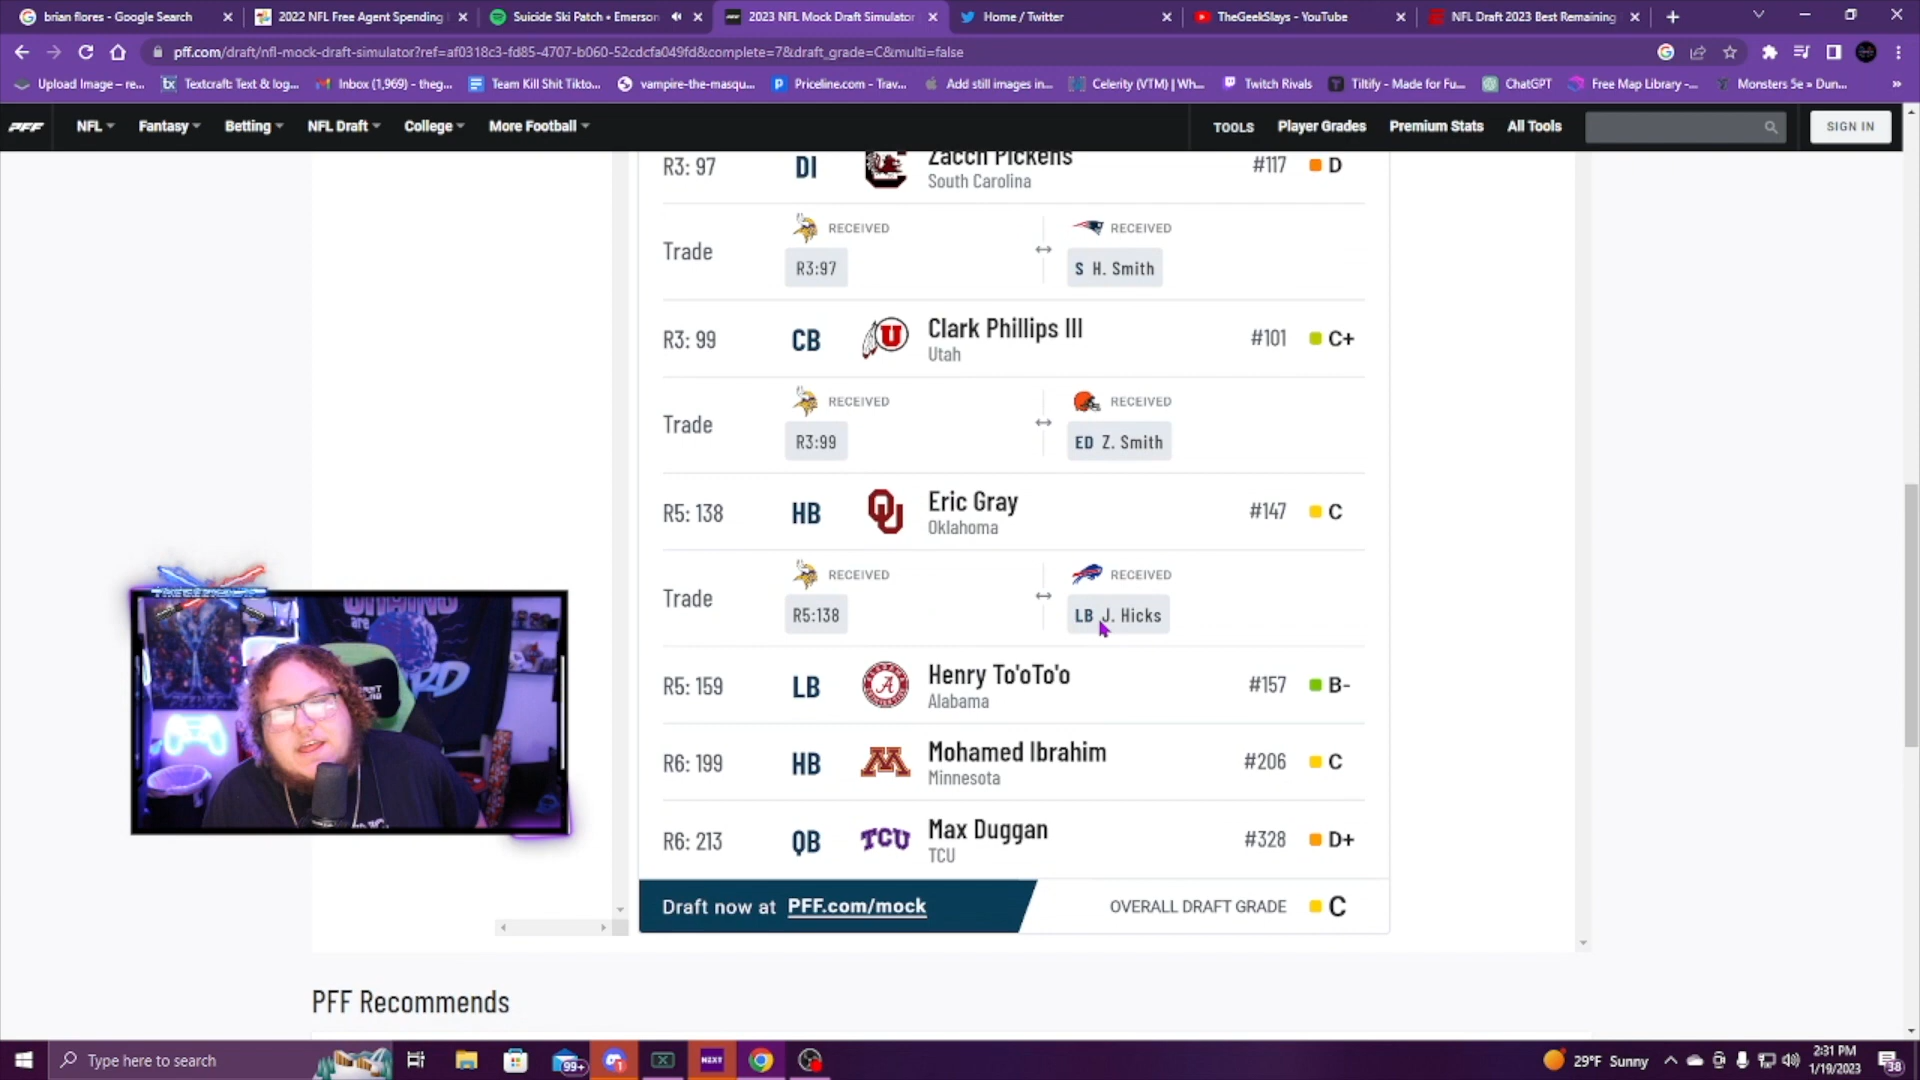 brian flores - Google Search
2022 NFL Free Agent Spending
Suicide Ski Patch • Emerson
2023 NFL Mock Draft Simulator
Home / Twitter
TheGeekSlays - YouTube
NFL Draft 2023 Best Remaining
pff.com/draft/nfl-mock-draft-simulator?ref=af0318c3-fd85-4707-b060-52cdcfa049fd&complete=7&draft_grade=C&multi=false
Upload Image – re...
Textcraft: Text & log...
Inbox (1,969) - theg...
Team Kill Shit Tikto...
vampire-the-masqu...
Priceline.com - Trav...
Add still images in...
Celerity (VTM) | Wh...
Twitch Rivals
Tiltify - Made for Fu...
ChatGPT
Free Map Library -...
Monsters 5e » Dun...
PFF
NFL
Fantasy
Betting
NFL Draft
College
More Football
TOOLS
Player Grades
Premium Stats
All Tools
SIGN IN
R3: 97 DI Zacch Pickens #117 D
South Carolina
Trade RECEIVED RECEIVED
R3:97 S H. Smith
R3: 99 CB Clark Phillips III #101 C+
Utah
Trade RECEIVED RECEIVED
R3:99 ED Z. Smith
R5: 138 HB Eric Gray #147 C
Oklahoma
Trade RECEIVED RECEIVED
R5:138 LB J. Hicks
R5: 159 LB Henry To'oTo'o #157 B-
Alabama
R6: 199 HB Mohamed Ibrahim #206 C
Minnesota
R6: 213 QB TCU Max Duggan #328 D+
TCU
Draft now at PFF.com/mock
OVERALL DRAFT GRADE C
PFF Recommends
Type here to search
99+
29°F Sunny
2:31 PM
1/19/2023
38